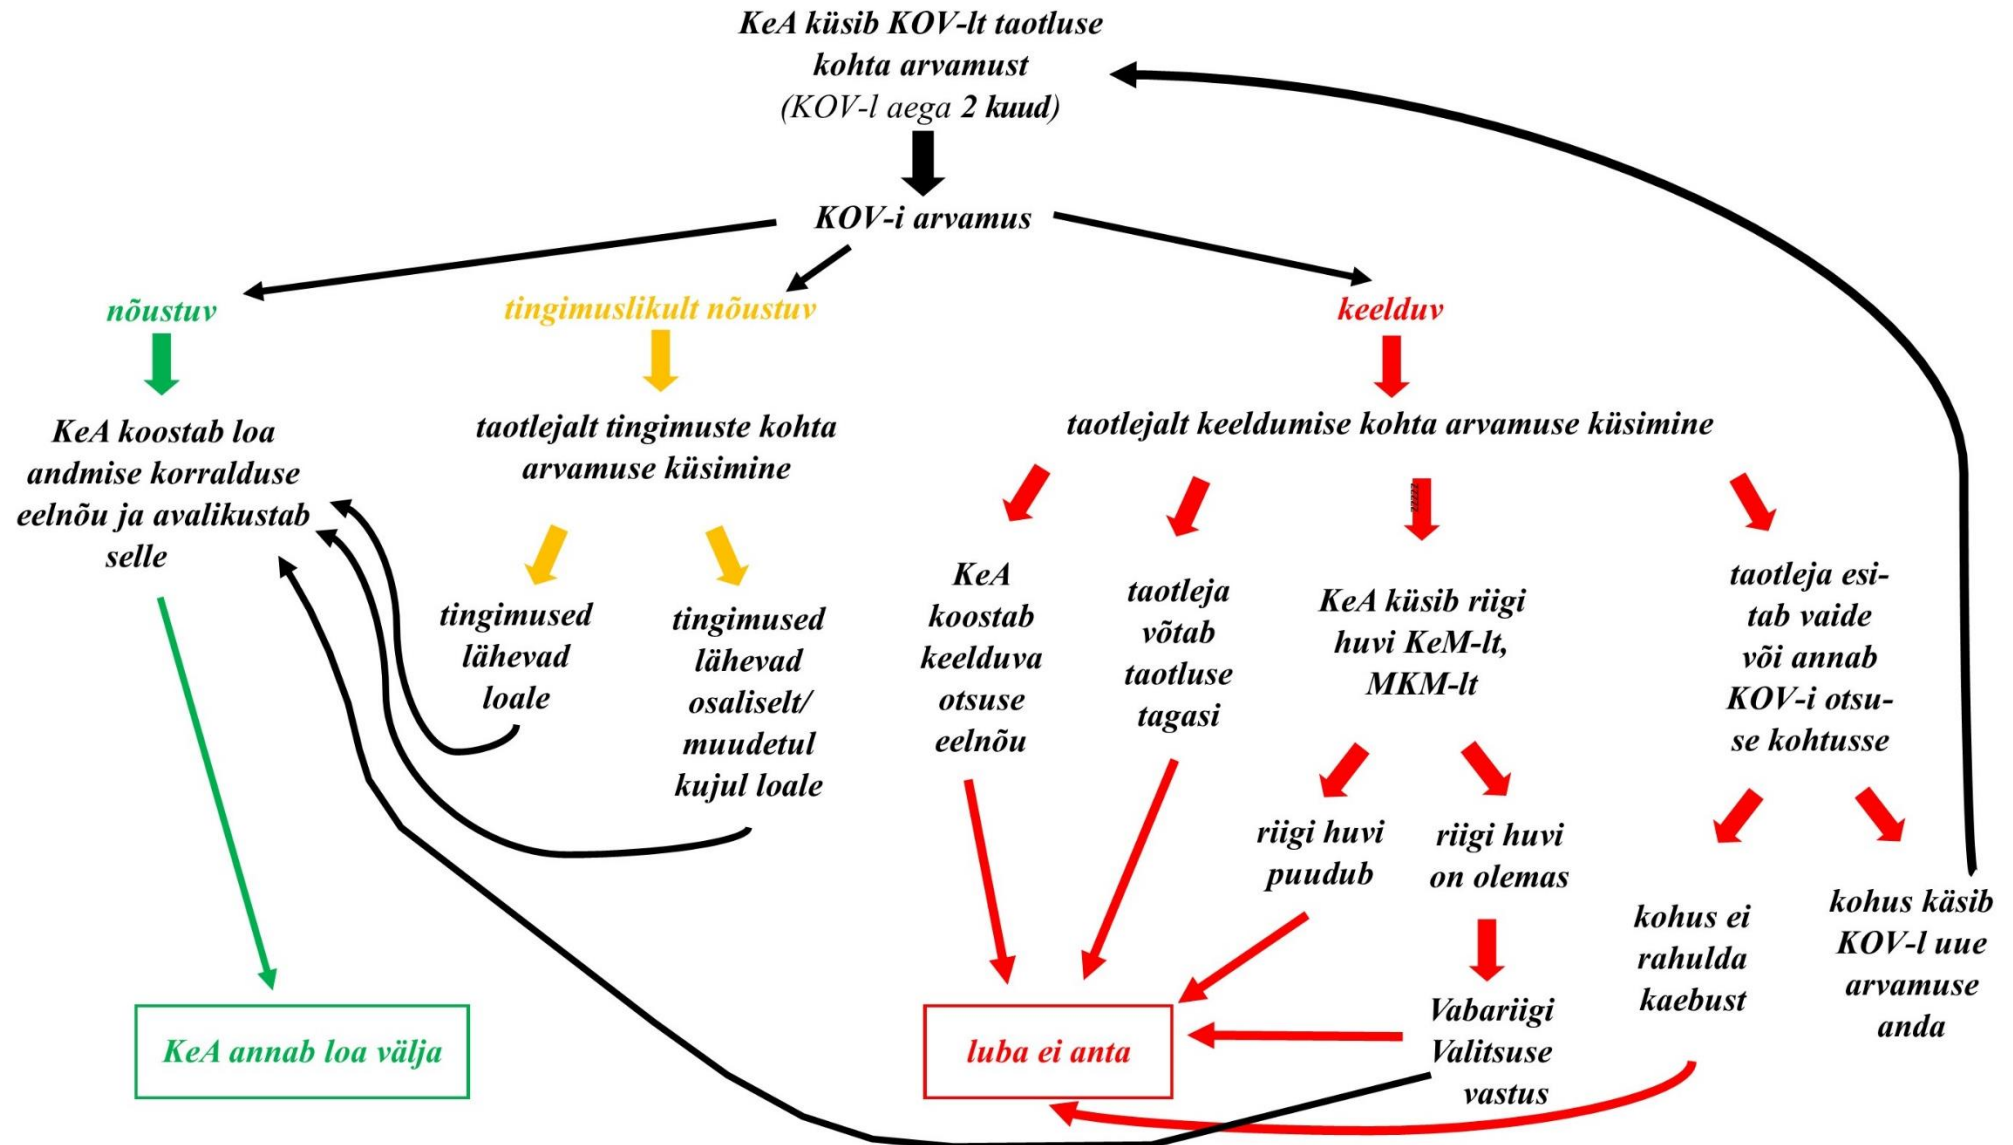 KeA küsib KOV-lt taotluse
kohta arvamust
(KOV-l aega 2 kuud)
KOV-i arvamus
nõustuv
tingimuslikult nõustuv
keelduv
KeA koostab loa
andmise korralduse
eelnõu ja avalikustab
selle
taotlejalt tingimuste kohta
arvamuse küsimine
taotlejalt keeldumise kohta arvamuse küsimine
tingimused
lähevad
loale
tingimused
lähevad
osaliselt/
muudetul
kujul loale
KeA
koostab
keelduva
otsuse
eelnõu
taotleja
võtab
taotluse
tagasi
?????
KeA küsib riigi
huvi KeM-lt,
MKM-lt
taotleja esi-
tab vaide
või annab
KOV-i otsu-
se kohtusse
riigi huvi
puudub
riigi huvi
on olemas
kohus ei
rahulda
kaebust
kohus käsib
KOV-l uue
arvamuse
anda
Vabariigi
Valitsuse
vastus
KeA annab loa välja
luba ei anta